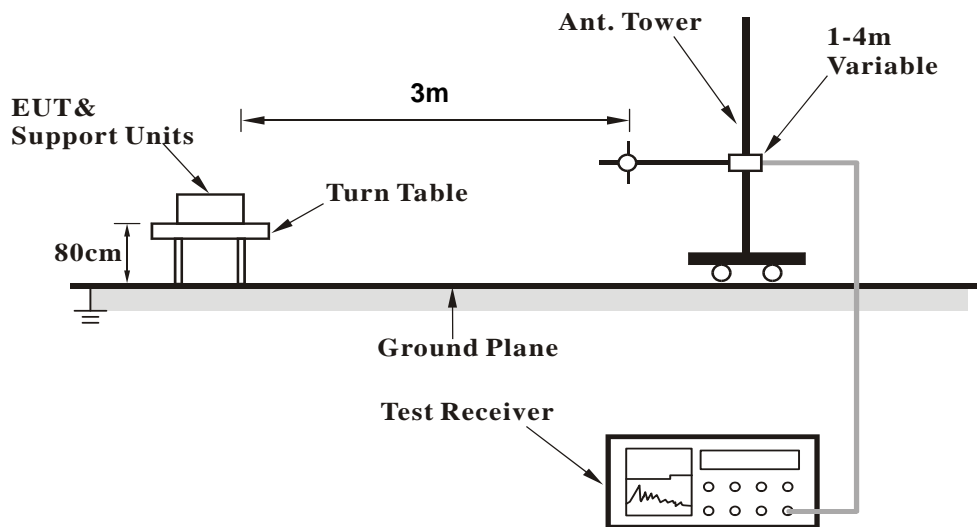 Ant. Tower
1-4m
Variable
3m
EUT&
Support Units
Turn Table
80cm
Ground Plane
Test Receiver